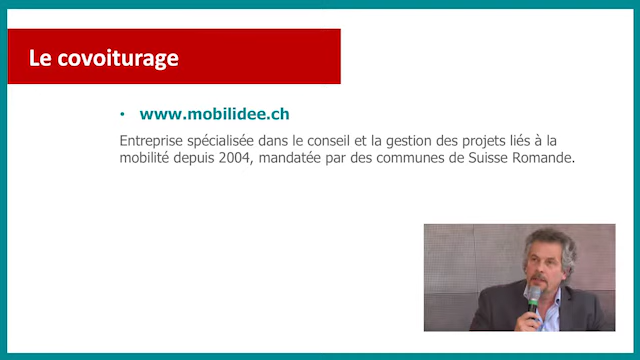 Le covoiturage
• www.mobilidee.ch
Entreprise spécialisée dans le conseil et la gestion des projets liés à la
mobilité depuis 2004, mandatée par des communes de Suisse Romande.